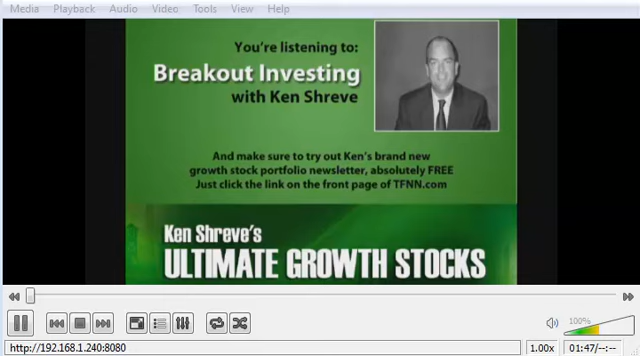 Media Playback Audio Video Tools View Help
You're listening to:
Breakout Investing
with Ken Shreve
And make sure to try out Ken's brand new
growth stock portfolio newsletter, absolutely FREE
Just click the link on the front page of TFNN.com
Ken Shreve's
ULTIMATE GROWTH STOCKS
100%
http://192.168.1.240:8080 1.00x 01:47/--:--